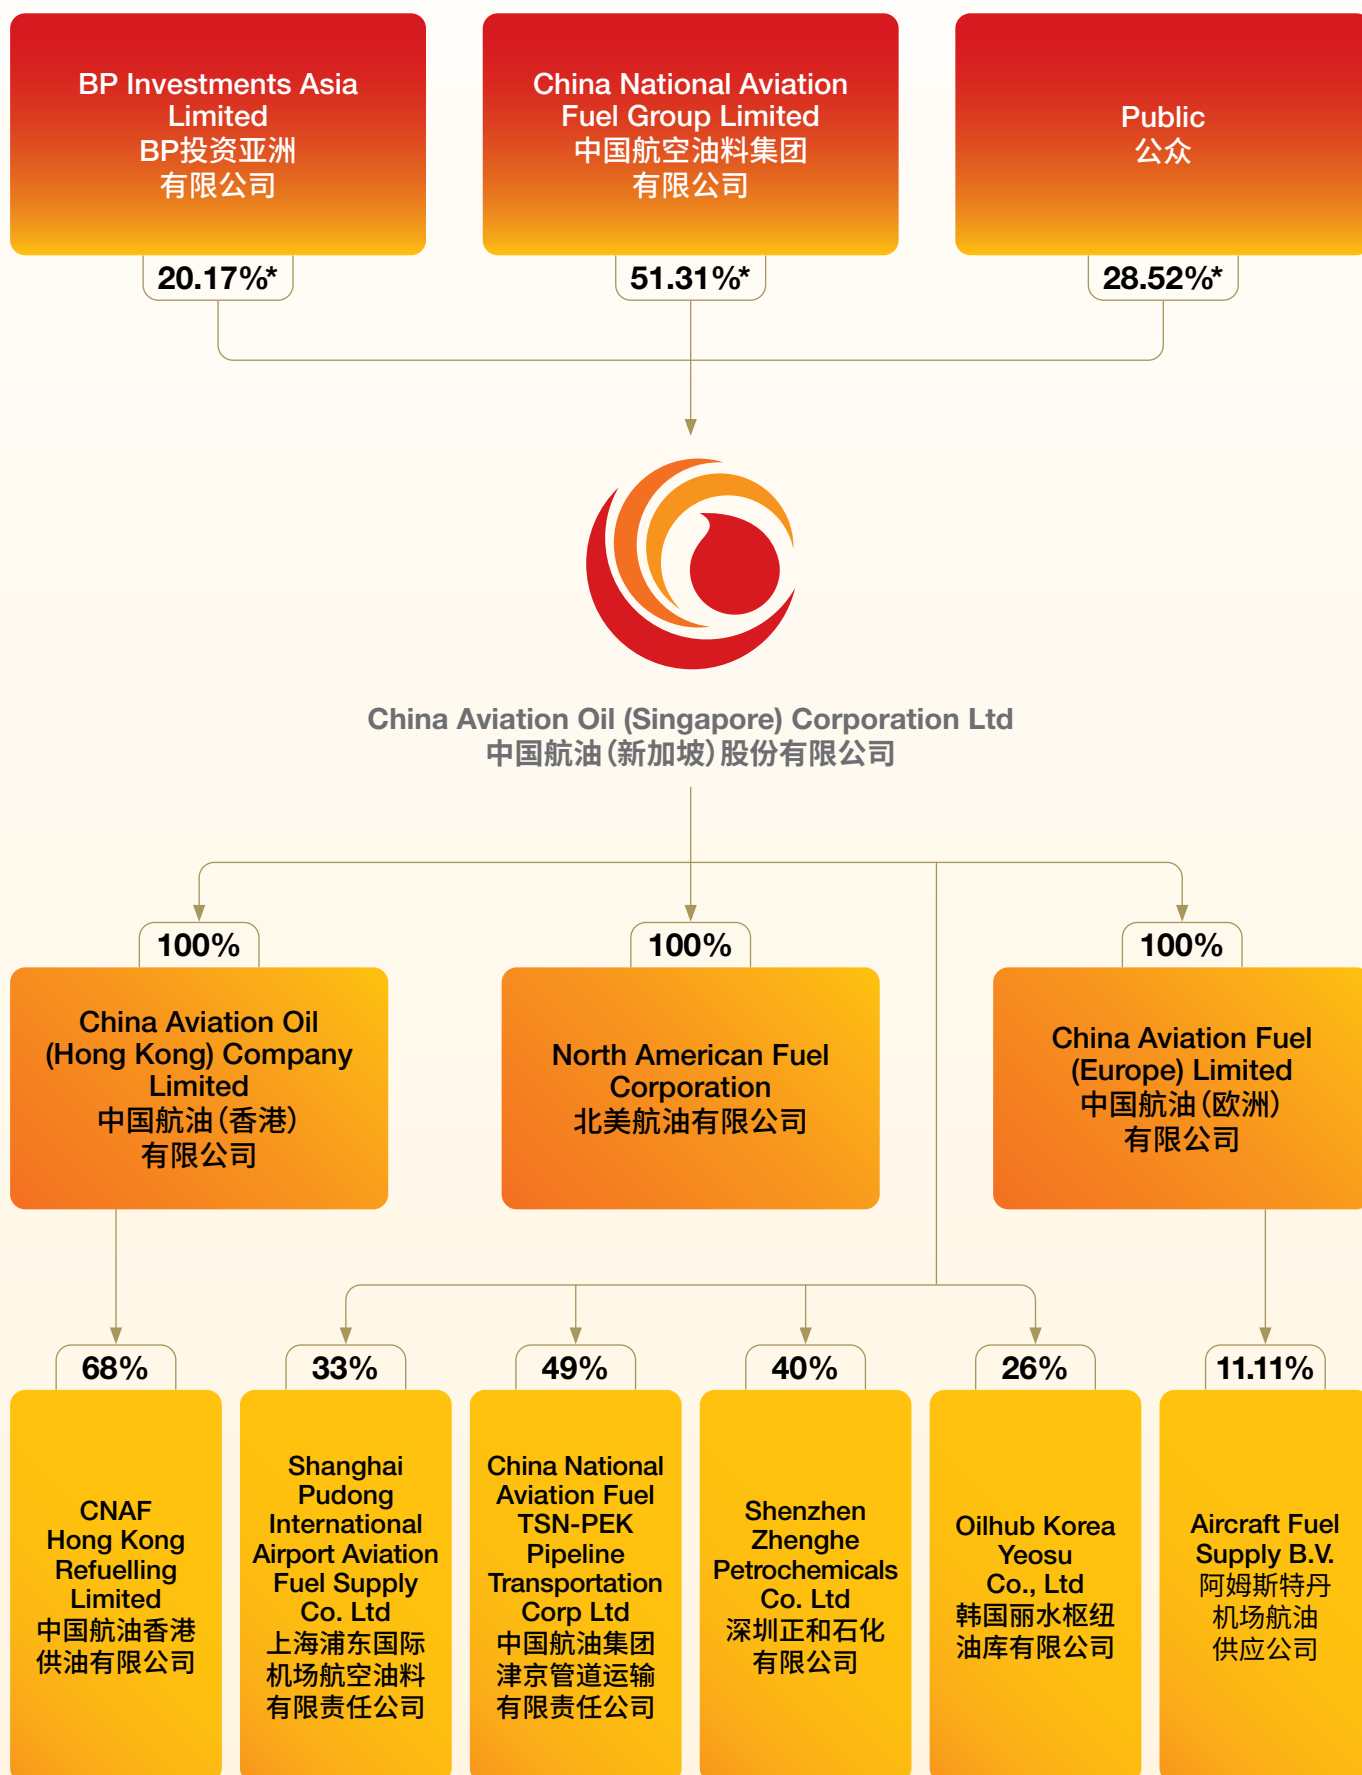 BP Investments Asia
Limited
BP投资亚洲
有限公司
20.17%*
China National Aviation
Fuel Group Limited
中国航空油料集团
有限公司
51.31%*
Public
公众
28.52%*
China Aviation Oil (Singapore) Corporation Ltd
中国航油(新加坡)股份有限公司
100%
China Aviation Oil
(Hong Kong) Company
Limited
中国航油(香港)
有限公司
100%
North American Fuel
Corporation
北美航油有限公司
100%
China Aviation Fuel
(Europe) Limited
中国航油(欧洲)
有限公司
68%
CNAF
Hong Kong
Refuelling
Limited
中国航油香港
供油有限公司
33%
Shanghai
Pudong
International
Airport Aviation
Fuel Supply
Co. Ltd
上海浦东国际
机场航空油料
有限责任公司
49%
China National
Aviation Fuel
TSN-PEK
Pipeline
Transportation
Corp Ltd
中国航油集团
津京管道运输
有限责任公司
40%
Shenzhen
Zhenghe
Petrochemicals
Co. Ltd
深圳正和石化
有限公司
26%
Oilhub Korea
Yeosu
Co., Ltd
韩国丽水枢纽
油库有限公司
11.11%
Aircraft Fuel
Supply B.V.
阿姆斯特丹
机场航油
供应公司